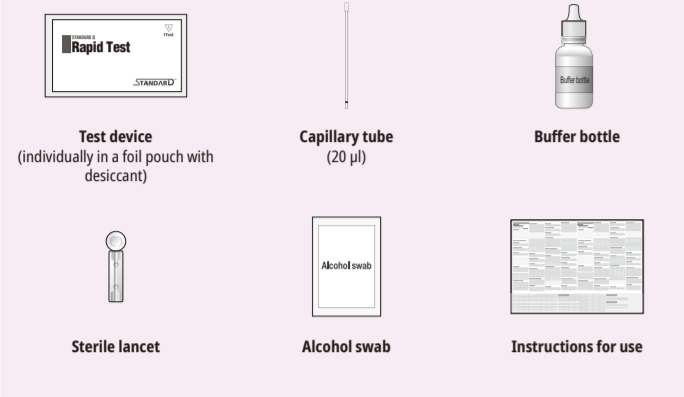 STANDARD Q
Rapid Test
1Test
STANDARD
Test device
(individually in a foil pouch with
desiccant)
Capillary tube
(20 µl)
Buffer bottle
Buffer bottle
Sterile lancet
Alcohol swab
Alcohol swab
Instructions for use